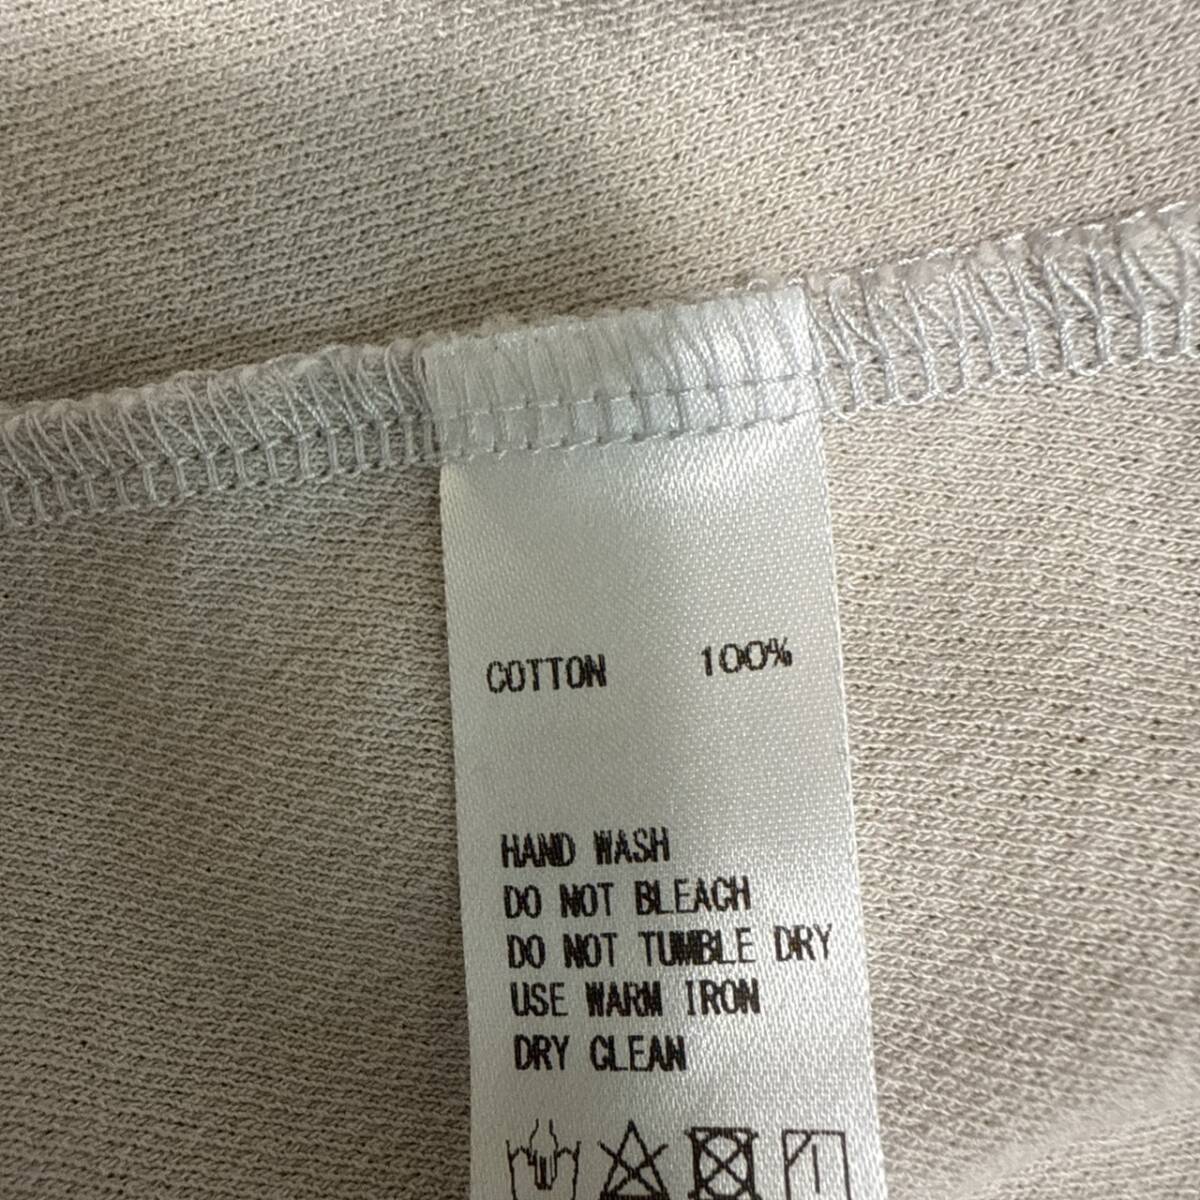 COTTON 100%
HAND WASH
DO NOT BLEACH
DO NOT TUMBLE DRY
USE WARM IRON
DRY CLEAN